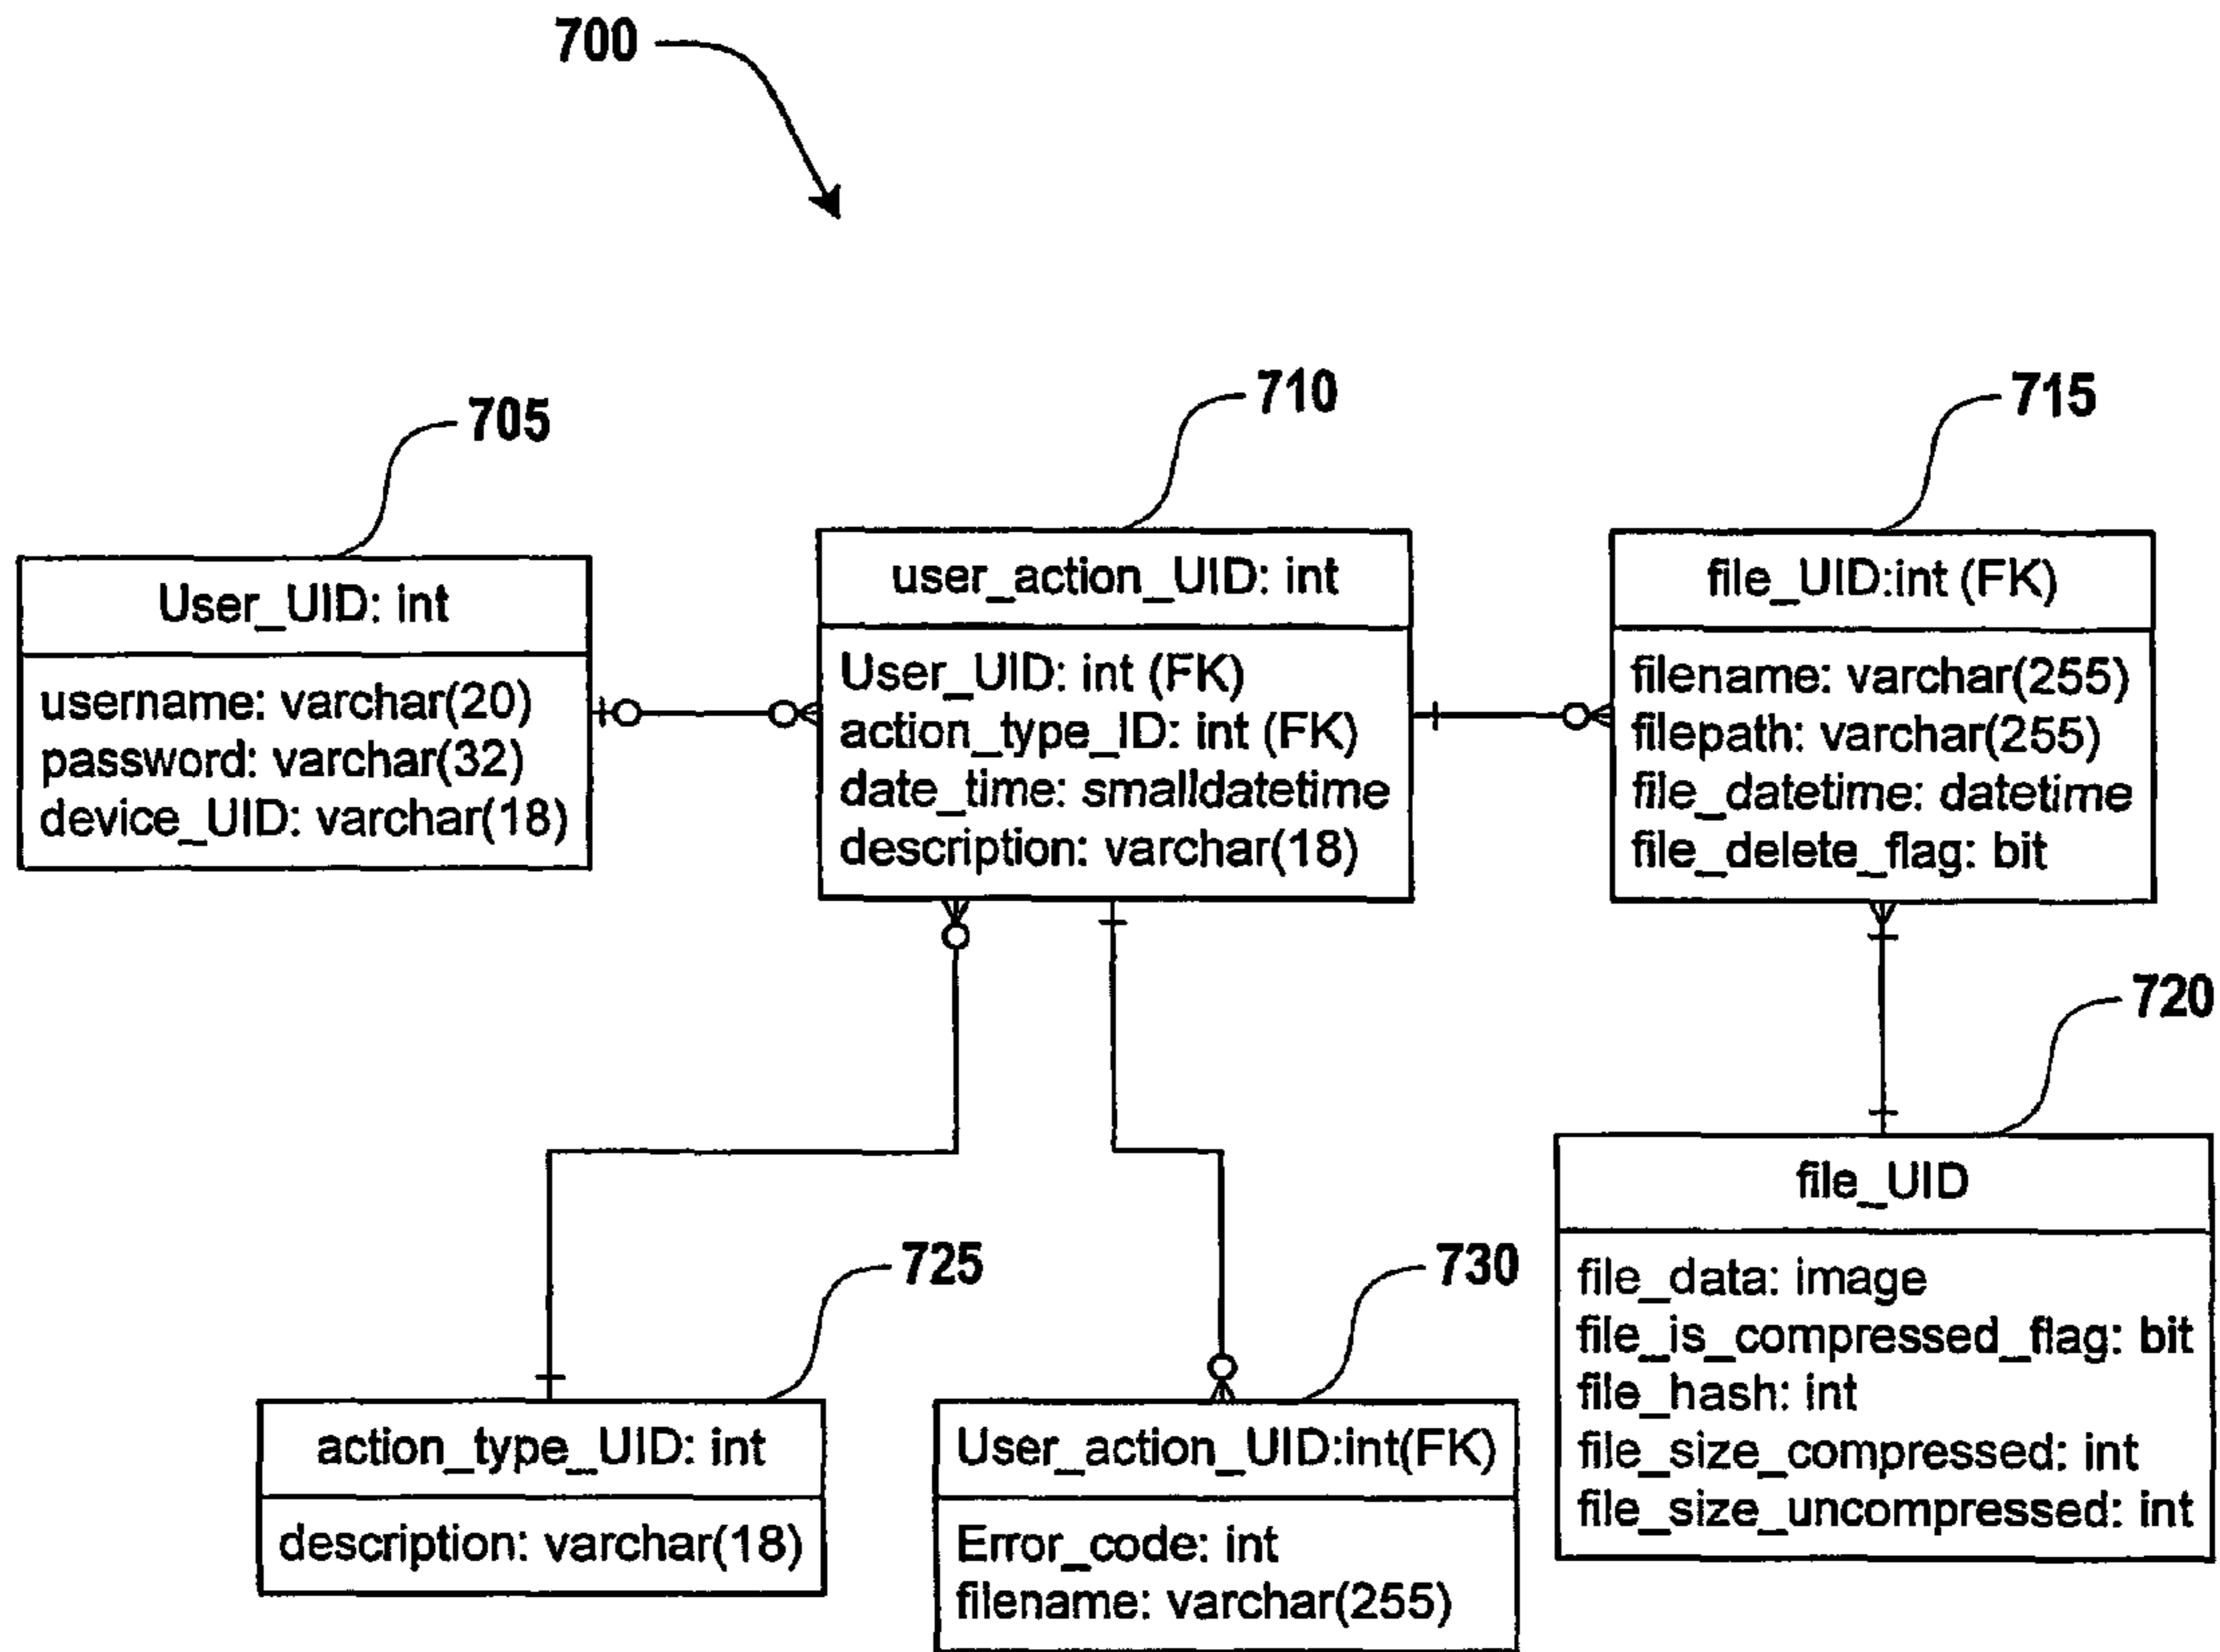 700
705
User_UID: int
username: varchar(20)
password: varchar(32)
device_UID: varchar(18)
710
user_action_UID: int
User_UID: int (FK)
action_type_ID: int (FK)
date_time: smalldatetime
description: varchar(18)
715
file_UID:int (FK)
filename: varchar(255)
filepath: varchar(255)
file_datetime: datetime
file_delete_flag: bit
720
file_UID
file_data: image
file_is_compressed_flag: bit
file_hash: int
file_size_compressed: int
file_size_uncompressed: int
725
action_type_UID: int
description: varchar(18)
730
User_action_UID:int(FK)
Error_code: int
filename: varchar(255)